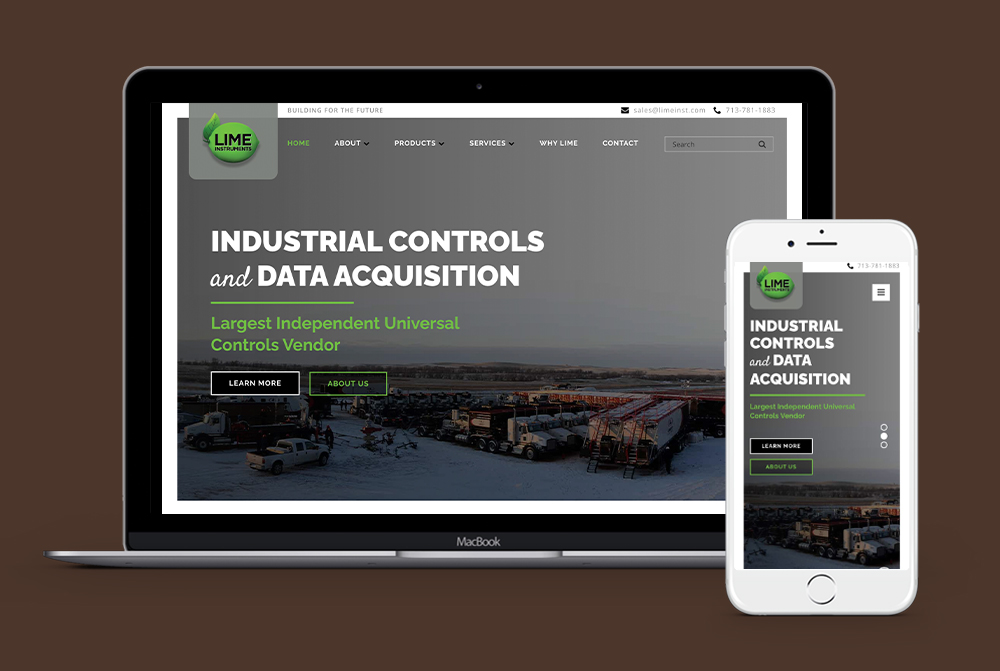 BUILDING FOR THE FUTURE
sales@limeinst.com 713-781-1883
LIME
INSTRUMENTS
HOME ABOUT PRODUCTS SERVICES WHY LIME CONTACT Search
INDUSTRIAL CONTROLS
and DATA ACQUISITION
Largest Independent Universal
Controls Vendor
LEARN MORE ABOUT US
MacBook
713-781-1883
LIME
INSTRUMENTS
INDUSTRIAL
CONTROLS
and DATA
ACQUISITION
Largest Independent Universal
Controls Vendor
LEARN MORE
ABOUT US